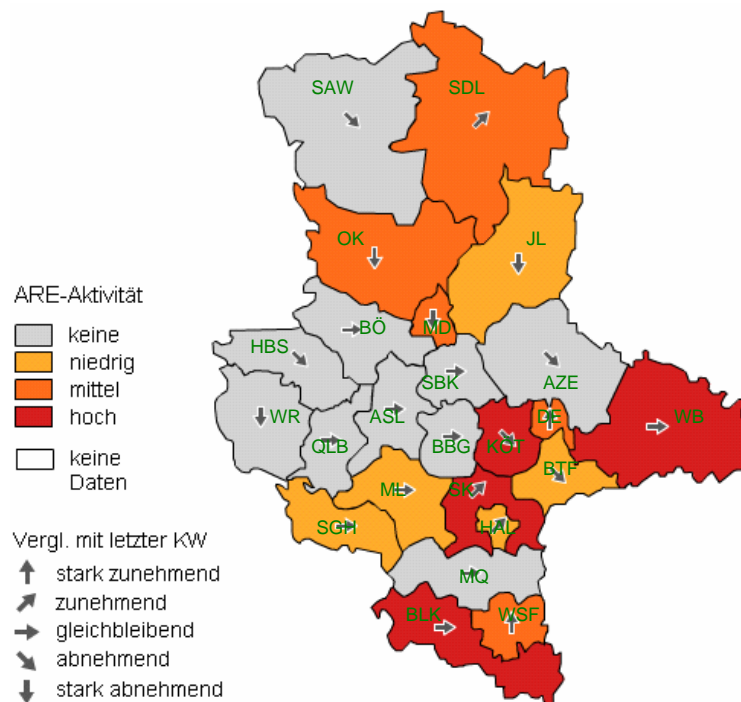 SAW
SDL
OK
JL
ARE-Aktivität
keine
niedrig
mittel
hoch
keine
Daten
BÖ
MD
HBS
SBK
AZE
WR
QLB
ASL
BBG
KÖT
DE
WB
ML
SK
BTF
SGH
HAL
MQ
BLK
WSF
Vergl. mit letzter KW
stark zunehmend
zunehmend
gleichbleibend
abnehmend
stark abnehmend